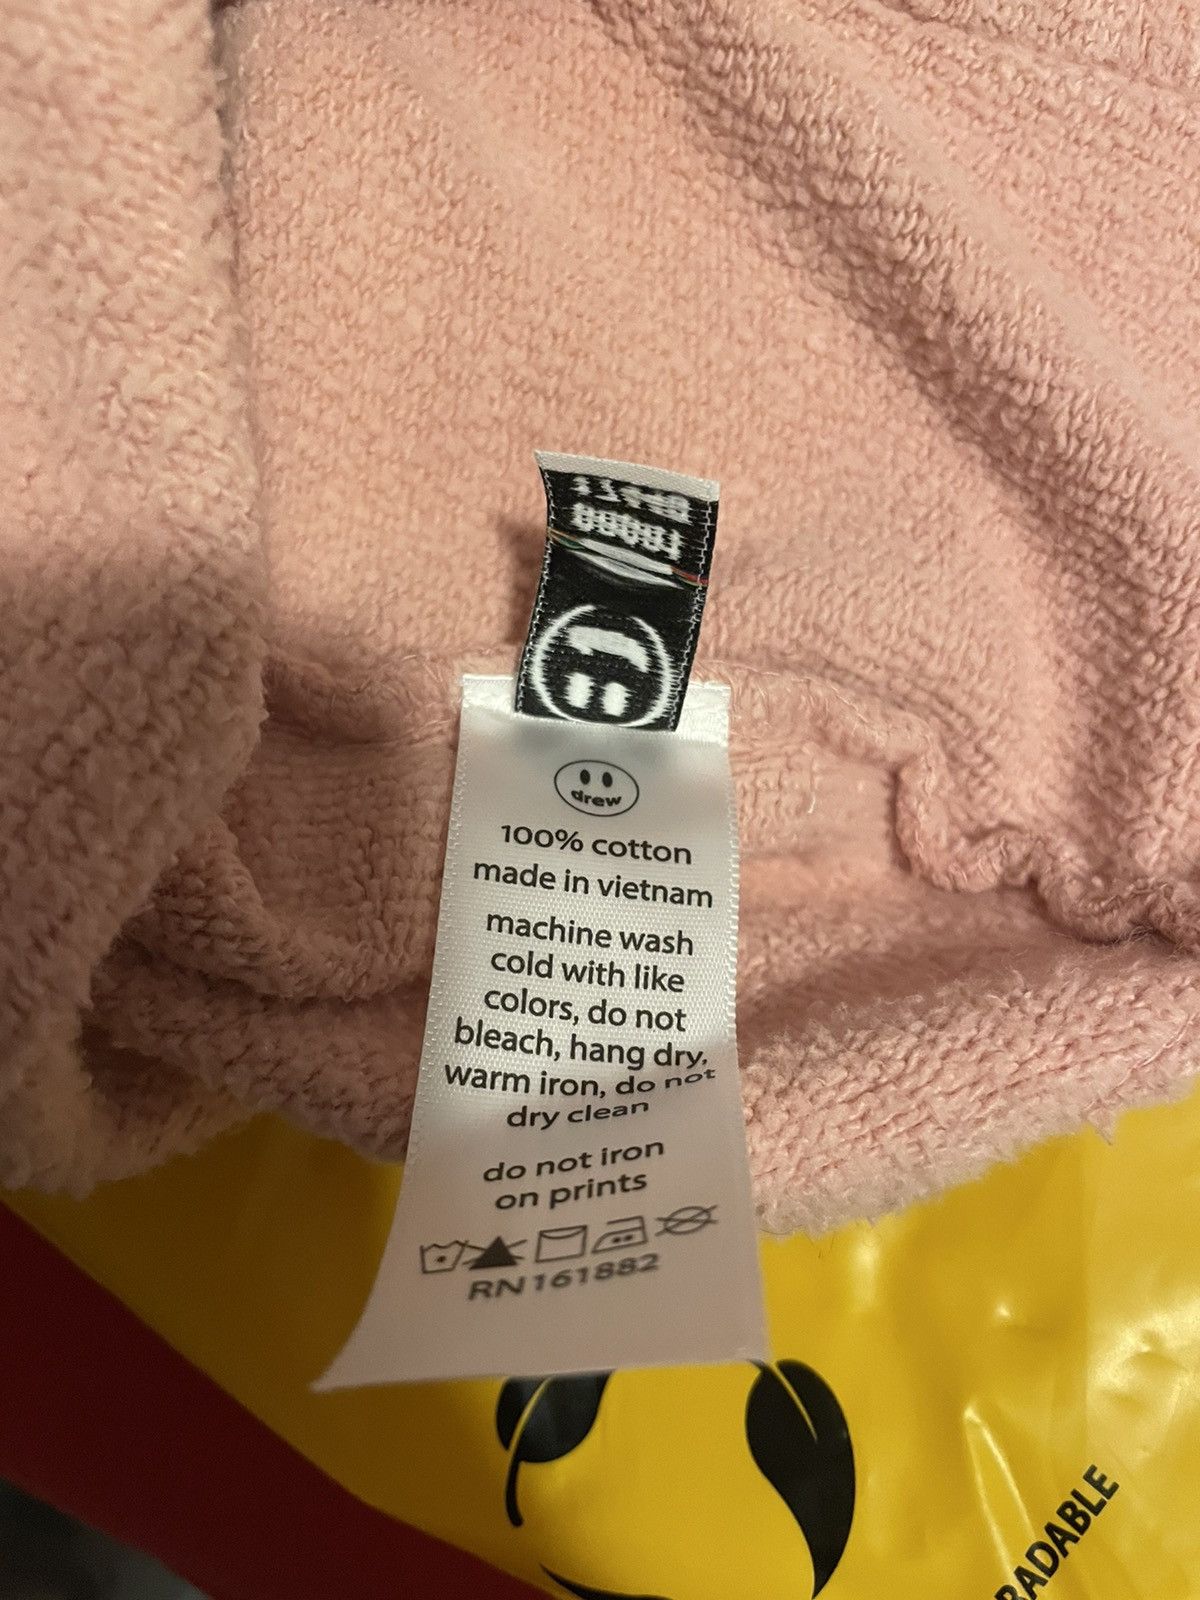 drew
100% cotton
made in vietnam
machine wash
cold with like
colors, do not
bleach, hang dry,
warm iron, do not
dry clean
do not iron
on prints
RN161882
RADABLE